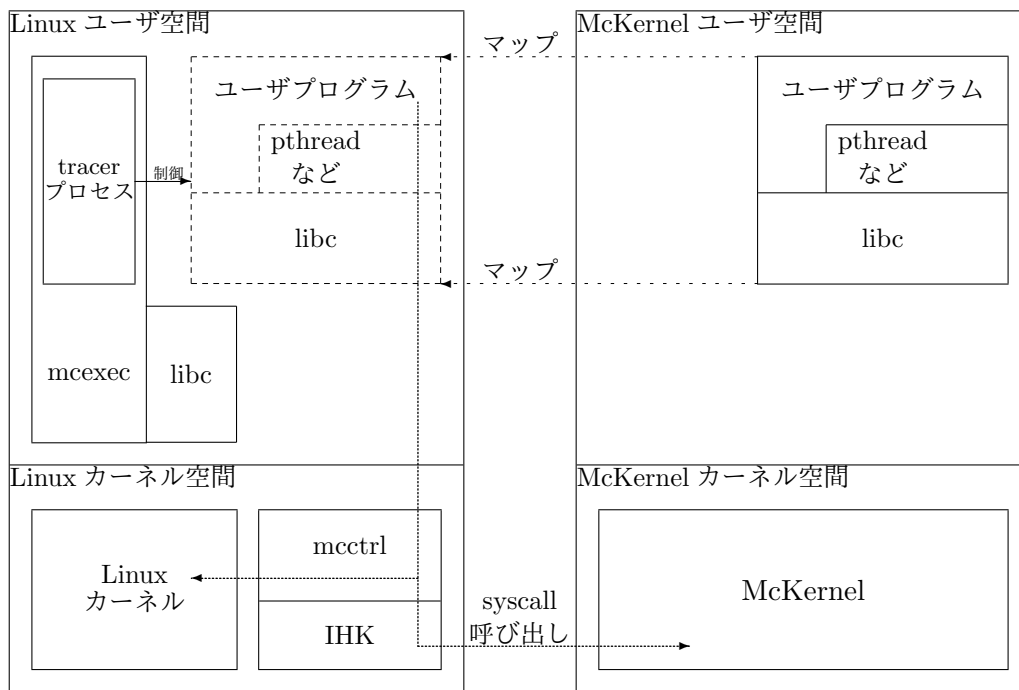 Linux ユーザ空間
McKernel ユーザ空間
マップ
ユーザプログラム
ユーザプログラム
pthread
など
pthread
など
tracer
プロセス
制御
libc
libc
マップ
mcexec
libc
Linux カーネル空間
McKernel カーネル空間
mcctrl
Linux
カーネル
McKernel
syscall
呼び出し
IHK